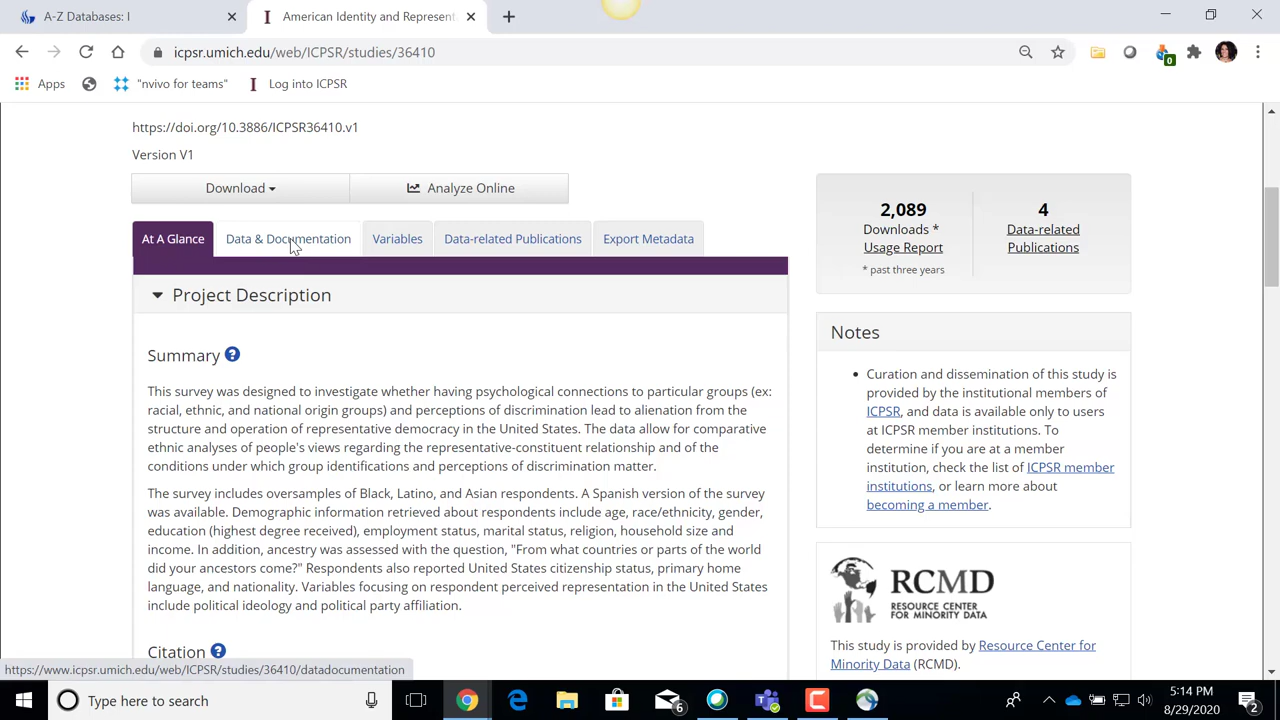 A-Z Databases: I
American Identity and Represent
icpsr.umich.edu/web/ICPSR/studies/36410
0
Apps
"nvivo for teams"
Log into ICPSR
https://doi.org/10.3886/ICPSR36410.v1
Version V1
Download
Analyze Online
At A Glance
Data & Documentation
Variables
Data-related Publications
Export Metadata
Project Description
Summary
This survey was designed to investigate whether having psychological connections to particular groups (ex:
racial, ethnic, and national origin groups) and perceptions of discrimination lead to alienation from the
structure and operation of representative democracy in the United States. The data allow for comparative
ethnic analyses of people's views regarding the representative-constituent relationship and of the
conditions under which group identifications and perceptions of discrimination matter.
The survey includes oversamples of Black, Latino, and Asian respondents. A Spanish version of the survey
was available. Demographic information retrieved about respondents include age, race/ethnicity, gender,
education (highest degree received), employment status, marital status, religion, household size and
income. In addition, ancestry was assessed with the question, "From what countries or parts of the world
did your ancestors come?" Respondents also reported United States citizenship status, primary home
language, and nationality. Variables focusing on respondent perceived representation in the United States
include political ideology and political party affiliation.
Citation
2,089
Downloads *
Usage Report
* past three years
4
Data-related
Publications
Notes
Curation and dissemination of this study is
provided by the institutional members of
ICPSR, and data is available only to users
at ICPSR member institutions. To
determine if you are at a member
institution, check the list of ICPSR member
institutions, or learn more about
becoming a member.
RCMD
RESOURCE CENTER
FOR MINORITY DATA
This study is provided by Resource Center for
Minority Data (RCMD).
https://www.icpsr.umich.edu/web/ICPSR/studies/36410/datadocumentation
Type here to search
6
5:14 PM
8/29/2020
2